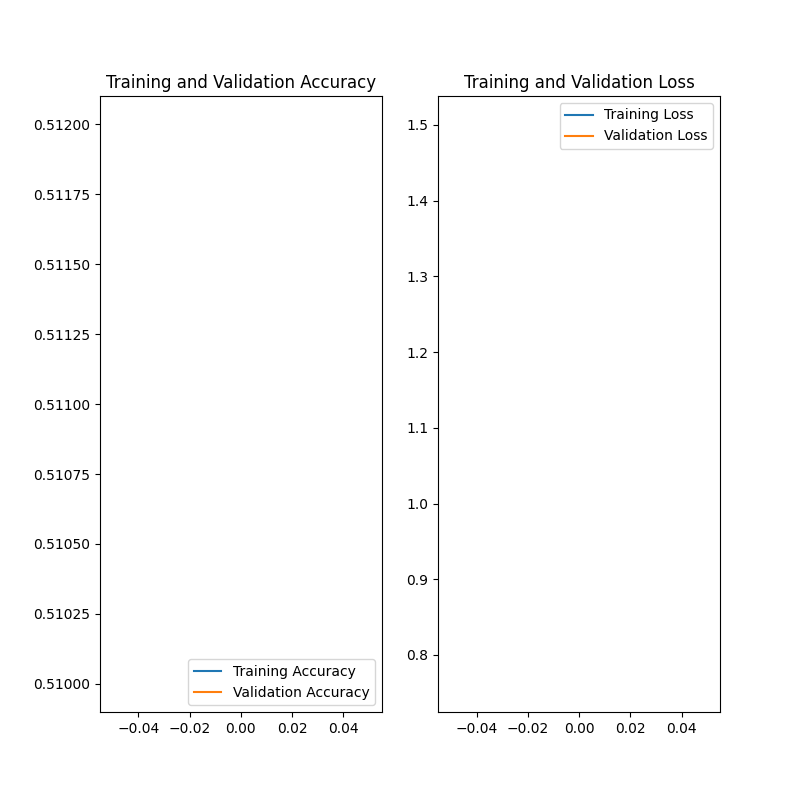 Training and Validation Accuracy
0.51200
0.51175
0.51150
0.51125
0.51100
0.51075
0.51050
0.51025
0.51000
Training Accuracy
Validation Accuracy
−0.04 −0.02 0.00 0.02 0.04
Training and Validation Loss
1.5
1.4
1.3
1.2
1.1
1.0
0.9
0.8
Training Loss
Validation Loss
−0.04 −0.02 0.00 0.02 0.04